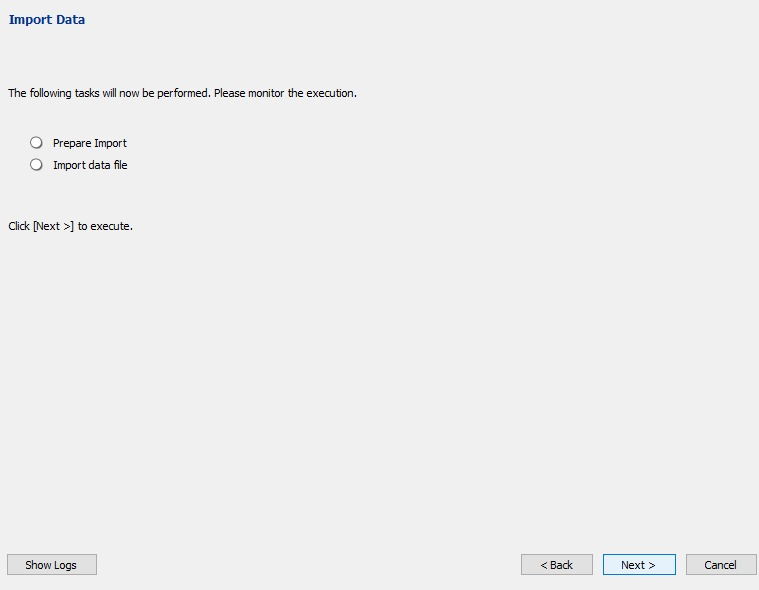 Import Data
The following tasks will now be performed. Please monitor the execution.
Prepare Import
Import data file
Click [Next >] to execute.
Show Logs
< Back
Next >
Cancel